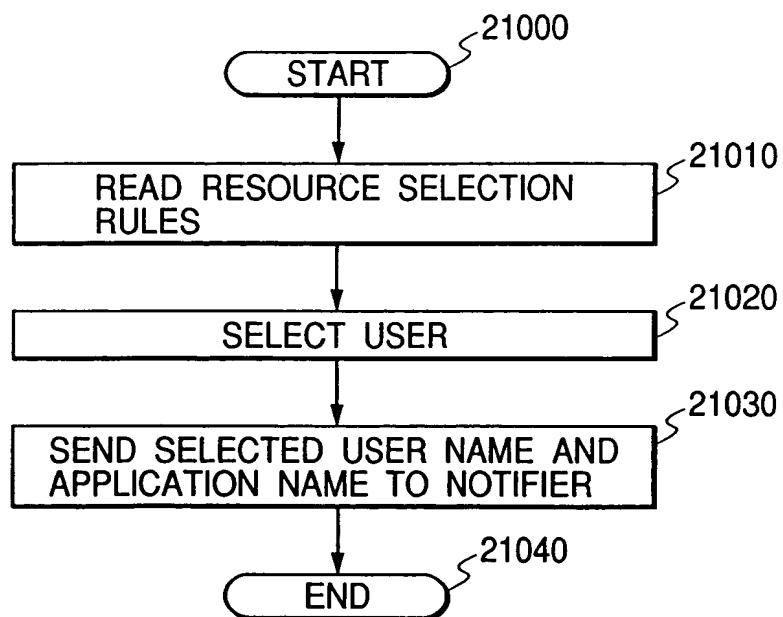 21000
START
21010
READ RESOURCE SELECTION
RULES
21020
SELECT USER
21030
SEND SELECTED USER NAME AND
APPLICATION NAME TO NOTIFIER
21040
END